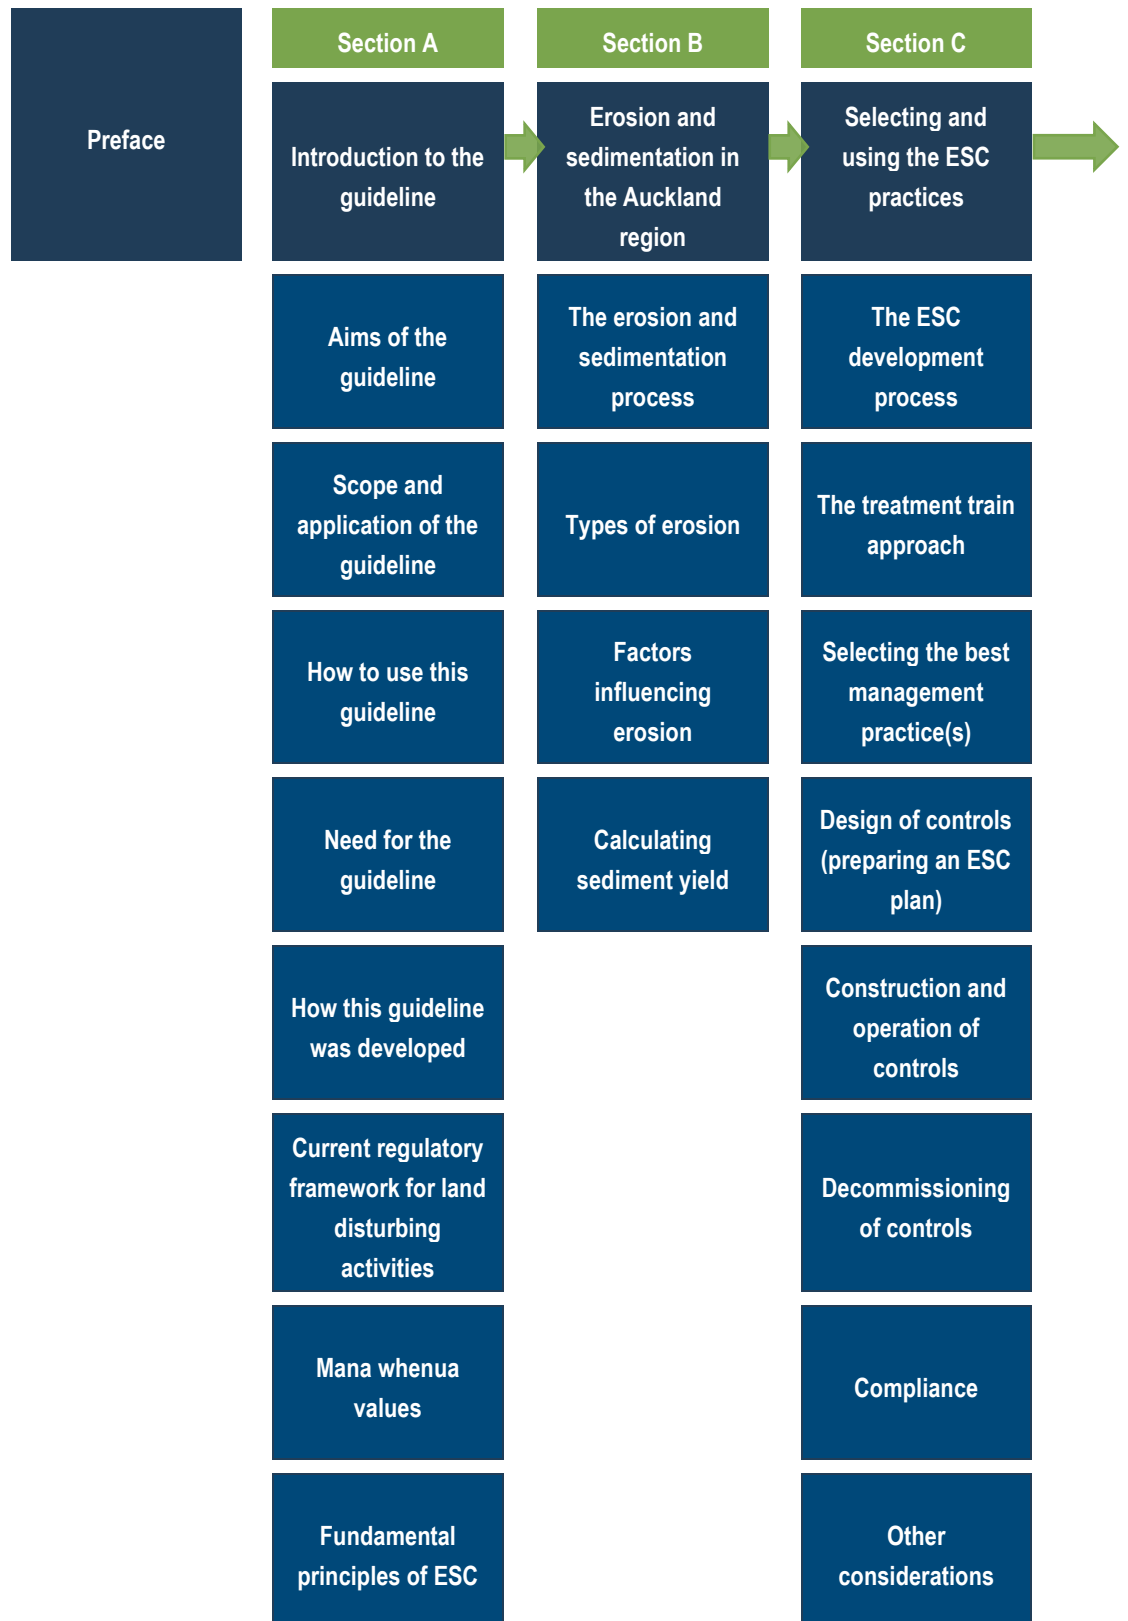 Preface
Section A
Introduction to the
guideline
Aims of the
guideline
Scope and
application of the
guideline
How to use this
guideline
Need for the
guideline
How this guideline
was developed
Current regulatory
framework for land
disturbing
activities
Mana whenua
values
Fundamental
principles of ESC
Section B
Erosion and
sedimentation in
the Auckland
region
The erosion and
sedimentation
process
Types of erosion
Factors
influencing
erosion
Calculating
sediment yield
Section C
Selecting and
using the ESC
practices
The ESC
development
process
The treatment train
approach
Selecting the best
management
practice(s)
Design of controls
(preparing an ESC
plan)
Construction and
operation of
controls
Decommissioning
of controls
Compliance
Other
considerations